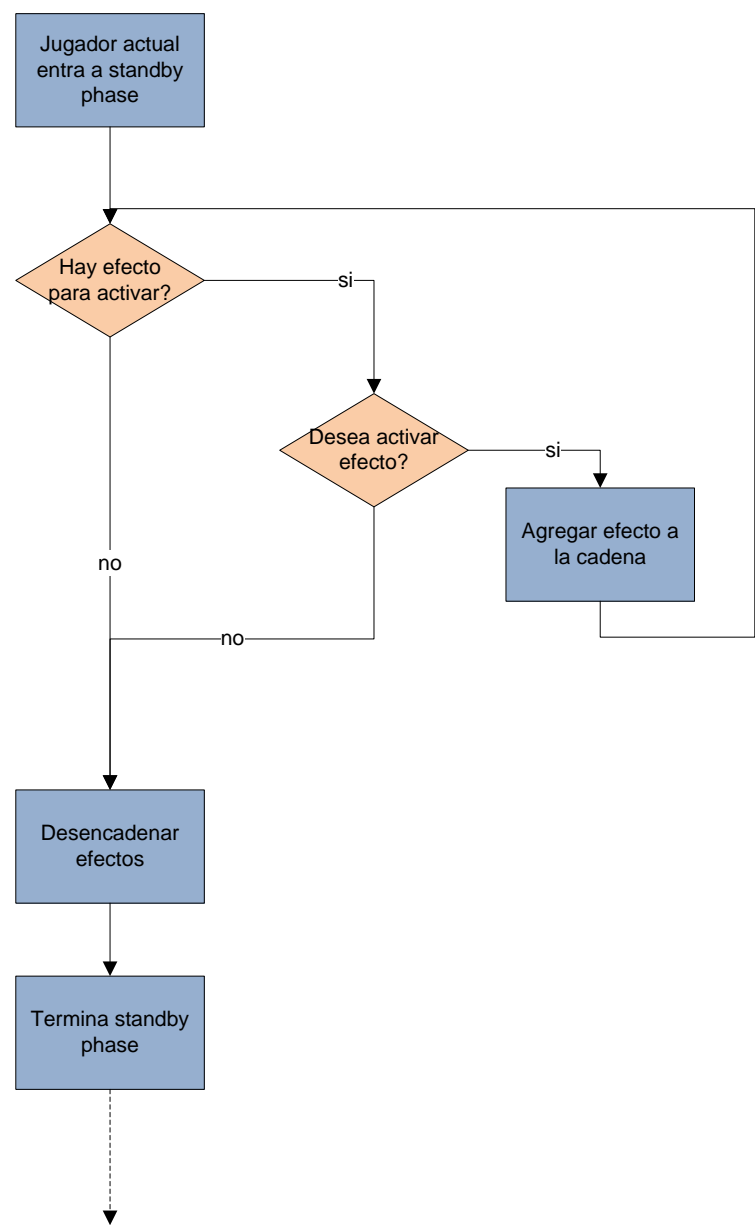 Jugador actual
entra a standby
phase
Hay efecto
para activar?
si
Desea activar
efecto?
si
Agregar efecto a
la cadena
no
no
Desencadenar
efectos
Termina standby
phase